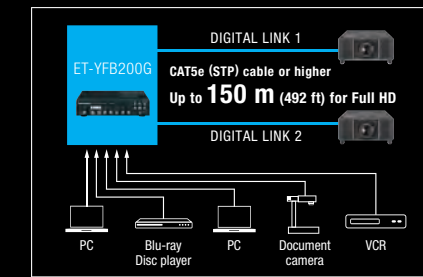 DIGITAL LINK 1
ET-YFB200G
CAT5e (STP) cable or higher
Up to 150 m (492 ft) for Full HD
DIGITAL LINK 2
PC
Blu-ray
Disc player
PC
Document
camera
VCR